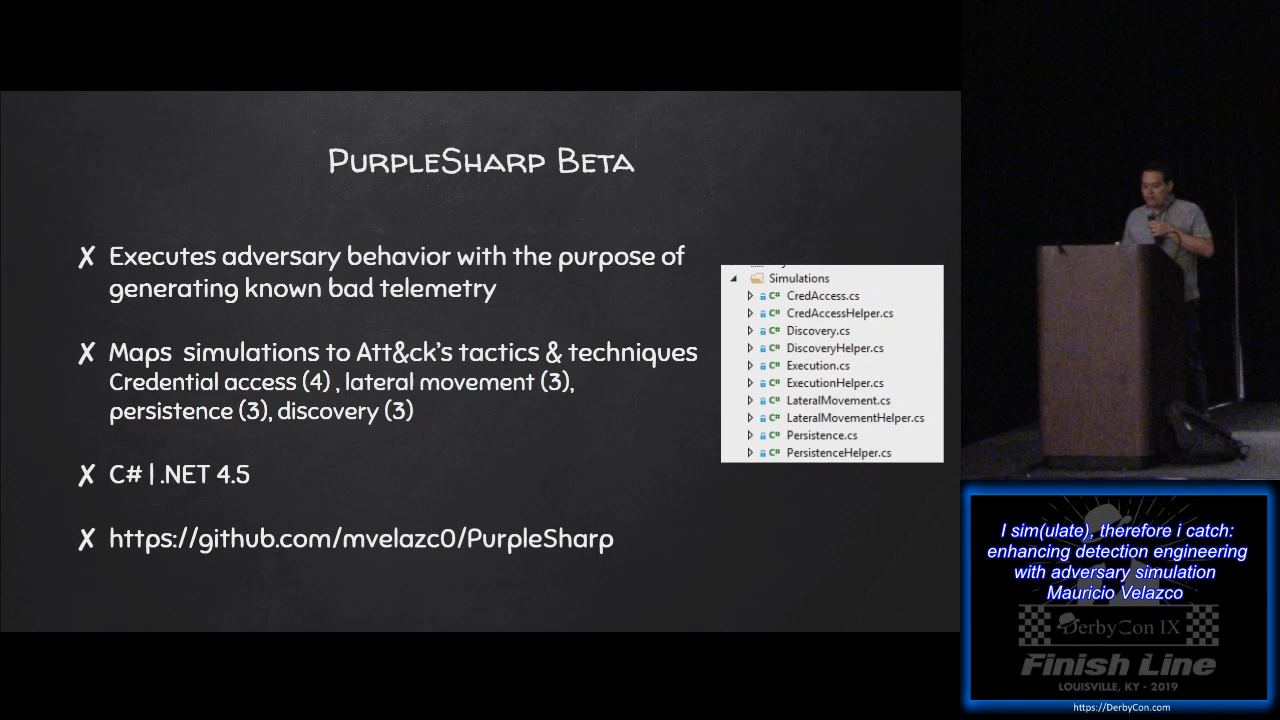 PurpleSharp Beta
✗ Executes adversary behavior with the purpose of
generating known bad telemetry
✗ Maps simulations to Att&ck's tactics & techniques
Credential access (4) , lateral movement (3),
persistence (3), discovery (3)
✗ C# | .NET 4.5
✗ https://github.com/mvelazc0/PurpleSharp
Simulations
C# CredAccess.cs
C# CredAccessHelper.cs
C# Discovery.cs
C# DiscoveryHelper.cs
C# Execution.cs
C# ExecutionHelper.cs
C# LateralMovement.cs
C# LateralMovementHelper.cs
C# Persistence.cs
C# PersistenceHelper.cs
I sim(ulate), therefore i catch:
enhancing detection engineering
with adversary simulation
Mauricio Velazco
DerbyCon IX
Finish Line
LOUISVILLE, KY - 2019
https://DerbyCon.com